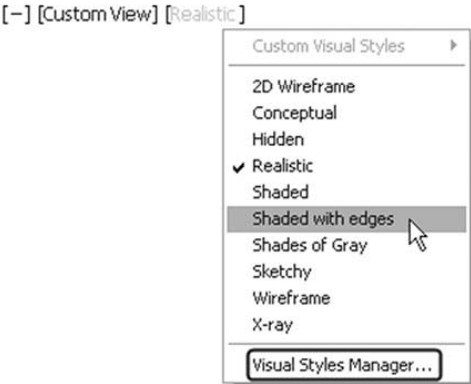 [−] [Custom View] [Realistic]
Custom Visual Styles
2D Wireframe
Conceptual
Hidden
Realistic
Shaded
Shaded with edges
Shades of Gray
Sketchy
Wireframe
X-ray
Visual Styles Manager...